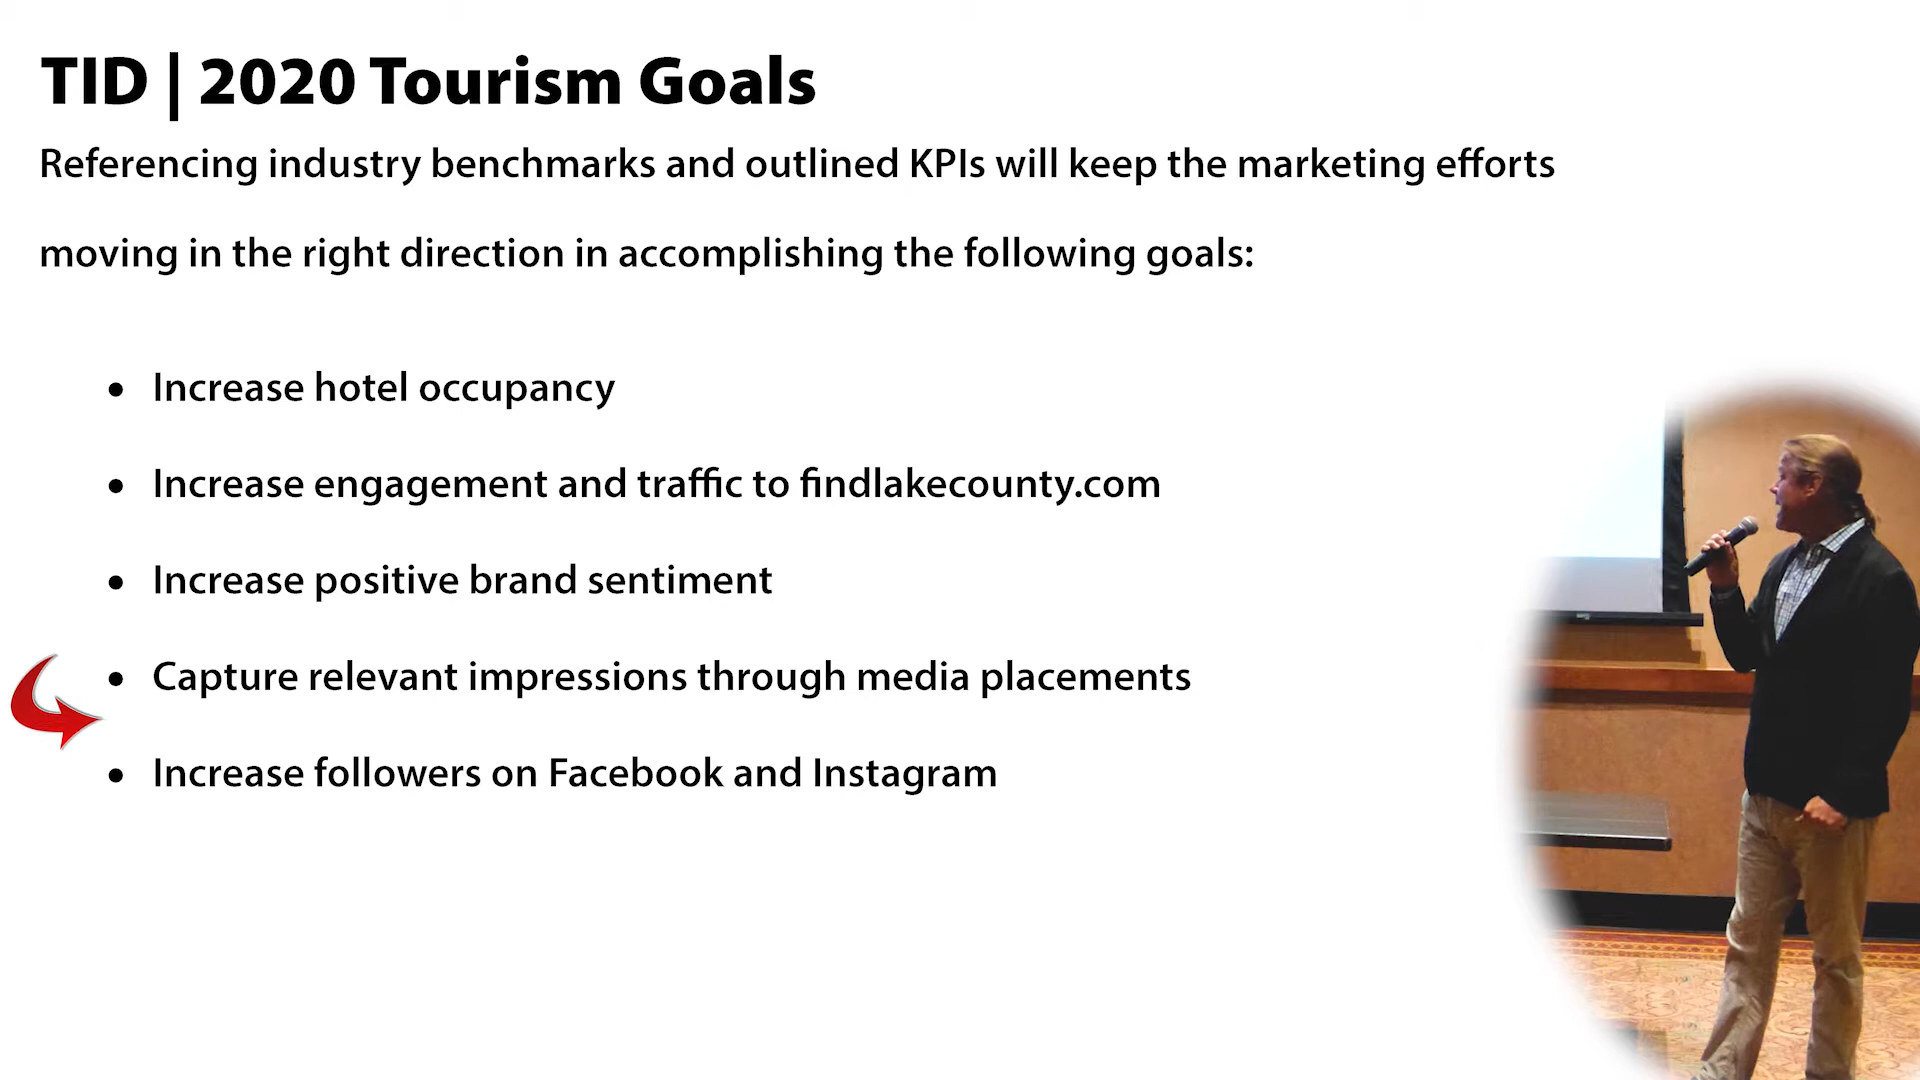 TID | 2020 Tourism Goals
Referencing industry benchmarks and outlined KPIs will keep the marketing efforts
moving in the right direction in accomplishing the following goals:
• Increase hotel occupancy
• Increase engagement and traffic to findlakecounty.com
• Increase positive brand sentiment
• Capture relevant impressions through media placements
• Increase followers on Facebook and Instagram